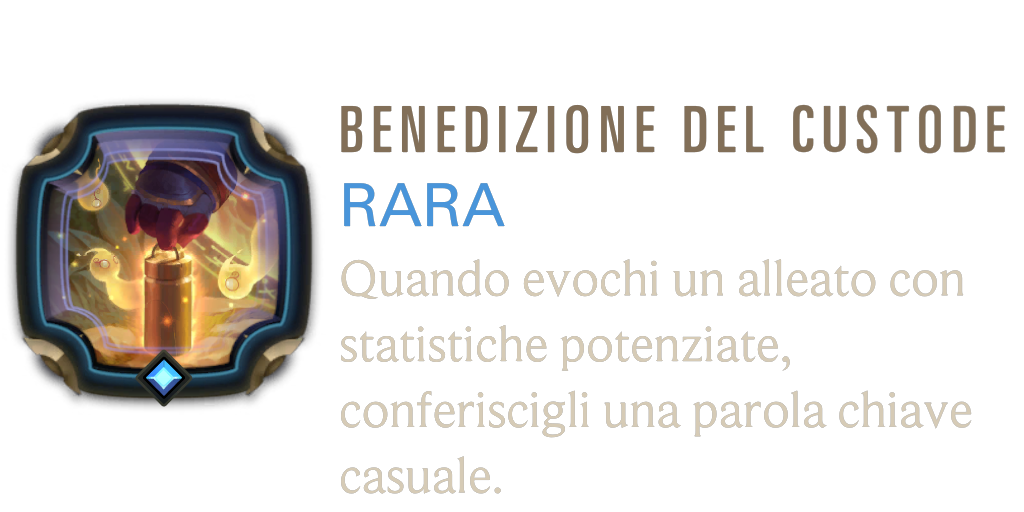 BENEDIZIONE DEL CUSTODE
RARA
Quando evochi un alleato con
statistiche potenziate,
conferiscigli una parola chiave
casuale.